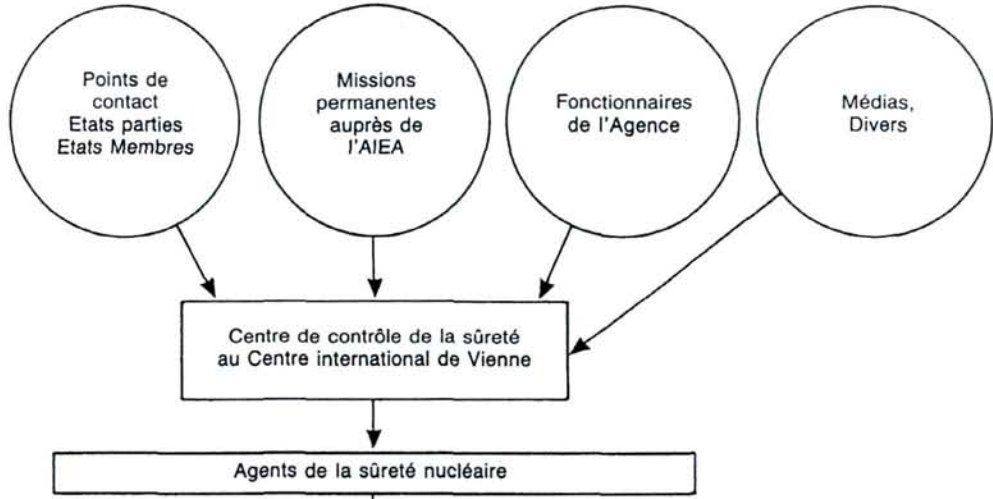 Points de
contact
Etats parties
Etats Membres
Missions
permanentes
auprès de
l'AIEA
Fonctionnaires
de l'Agence
Médias,
Divers
Centre de contrôle de la sûreté
au Centre international de Vienne
Agents de la sûreté nucléaire